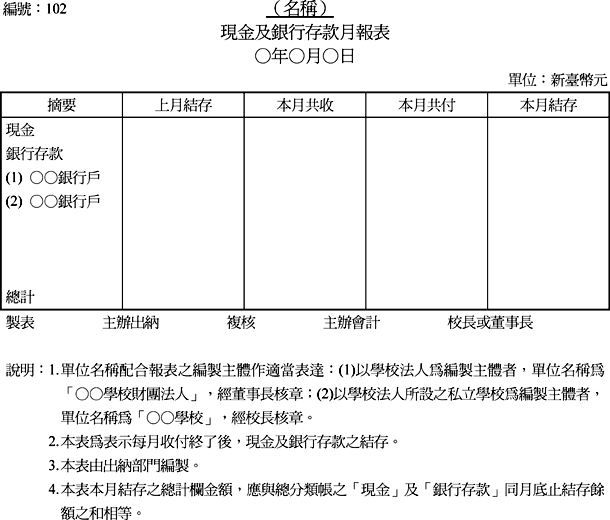 編號：102
（名稱）
現金及銀行存款月報表
〇年〇月〇日
單位：新臺幣元
摘要 上月結存 本月共收 本月共付 本月結存
現金
銀行存款
(1) 〇〇銀行戶
(2) 〇〇銀行戶
總計
製表 主辦出納 複核 主辦會計 校長或董事長
說明：1.單位名稱配合報表之編製主體作適當表達：(1)以學校法人爲編製主體者，單位名稱爲
「〇〇學校財團法人」，經董事長核章；(2)以學校法人所設之私立學校爲編製主體者，
單位名稱爲「〇〇學校」，經校長核章。
2.本表爲表示每月收付終了後，現金及銀行存款之結存。
3.本表由出納部門編製。
4.本表本月結存之總計欄金額，應與總分類帳之「現金」及「銀行存款」同月底止結存餘
額之和相等。